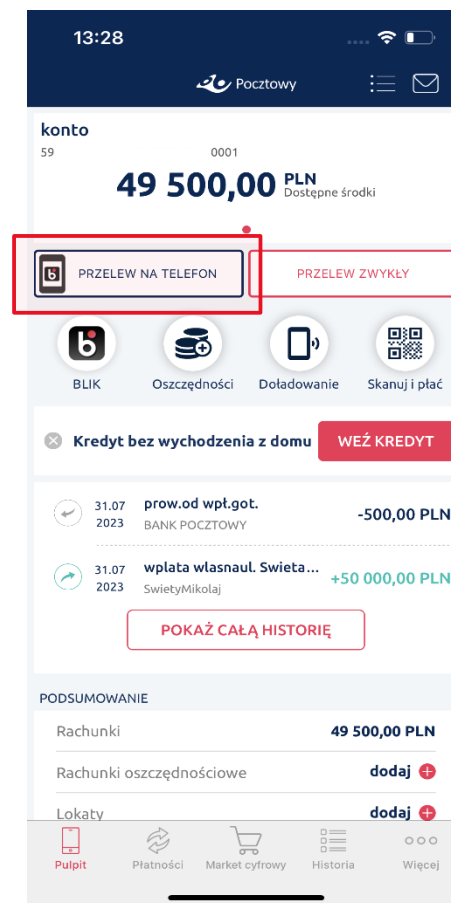 13:28
Pocztowy
konto
59 0001
49 500,00 PLN
Dostępne środki
PRZELEW NA TELEFON PRZELEW ZWYKŁY
BLIK Oszczędności Doładowanie Skanuj i płać
Kredyt bez wychodzenia z domu WEŹ KREDYT
31.07 prow.od wpł.got. -500,00 PLN
2023 BANK POCZTOWY
31.07 wplata wlasnaul. Swieta... +50 000,00 PLN
2023 SwietyMikolaj
POKAŻ CAŁĄ HISTORIĘ
PODSUMOWANIE
Rachunki 49 500,00 PLN
Rachunki oszczędnościowe dodaj
Lokaty dodaj
Pulpit Płatności Market cyfrowy Historia Więcej